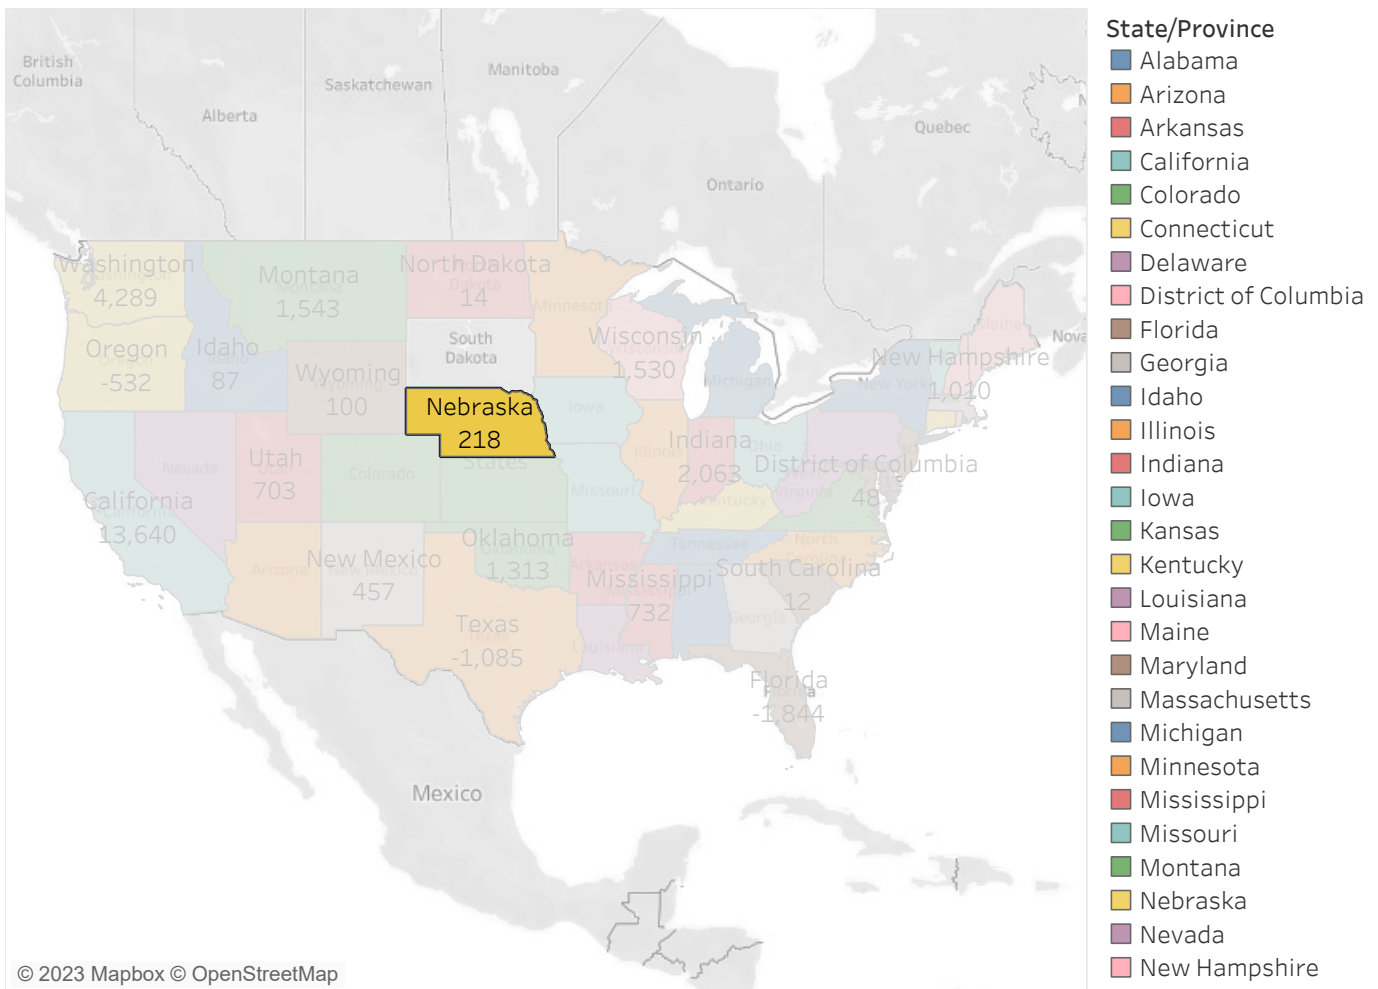 British
Columbia
Alberta
Saskatchewan
Manitoba
Ontario
Quebec
Nova
Washington
4,289
Montana
1,543
North Dakota
14
Minnesota
Oregon
-532
Idaho
87
Wyoming
100
South
Dakota
Wisconsin
1,530
Michigan
New York
New Hampshire
1,010
Maine
Nebraska
218
Iowa
Nevada
Utah
703
Colorado
States
Missouri
Illinois
Indiana
2,063
Ohio
District of Columbia
48
West
Virginia
Kentucky
California
13,640
Arizona
New Mexico
457
Oklahoma
1,313
Arkansas
Tennessee
North
Carolina
South Carolina
12
Mississippi
732
Georgia
Texas
-1,085
Louisiana
Florida
-1,844
Mexico
© 2023 Mapbox © OpenStreetMap
State/Province
Alabama
Arizona
Arkansas
California
Colorado
Connecticut
Delaware
District of Columbia
Florida
Georgia
Idaho
Illinois
Indiana
Iowa
Kansas
Kentucky
Louisiana
Maine
Maryland
Massachusetts
Michigan
Minnesota
Mississippi
Missouri
Montana
Nebraska
Nevada
New Hampshire